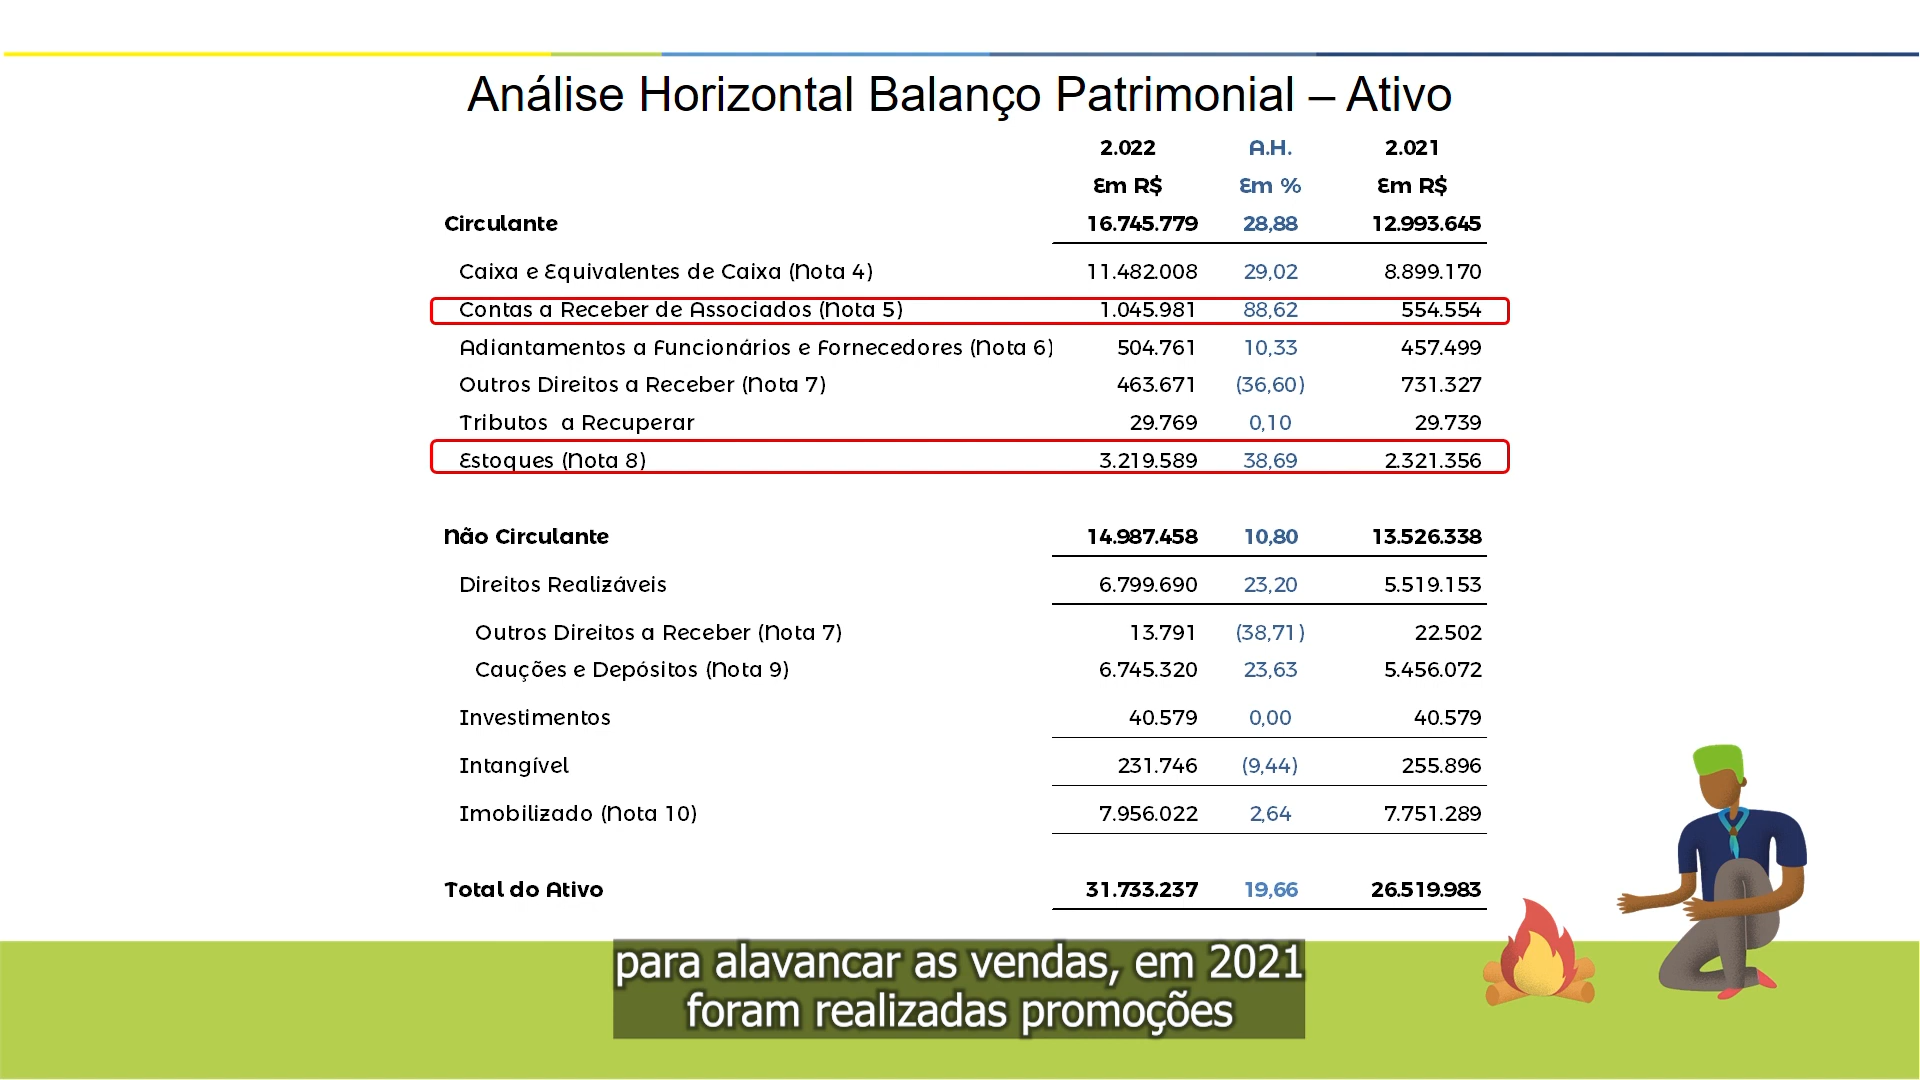 Análise Horizontal Balanço Patrimonial – Ativo
2.022 A.H. 2.021
Em R$ Em % Em R$
Circulante 16.745.779 28,88 12.993.645
Caixa e Equivalentes de Caixa (Nota 4) 11.482.008 29,02 8.899.170
Contas a Receber de Associados (Nota 5) 1.045.981 88,62 554.554
Adiantamentos a Funcionários e Fornecedores (Nota 6) 504.761 10,33 457.499
Outros Direitos a Receber (Nota 7) 463.671 (36,60) 731.327
Tributos a Recuperar 29.769 0,10 29.739
Estoques (Nota 8) 3.219.589 38,69 2.321.356
Não Circulante 14.987.458 10,80 13.526.338
Direitos Realizáveis 6.799.690 23,20 5.519.153
Outros Direitos a Receber (Nota 7) 13.791 (38,71) 22.502
Cauções e Depósitos (Nota 9) 6.745.320 23,63 5.456.072
Investimentos 40.579 0,00 40.579
Intangível 231.746 (9,44) 255.896
Imobilizado (Nota 10) 7.956.022 2,64 7.751.289
Total do Ativo 31.733.237 19,66 26.519.983
para alavancar as vendas, em 2021
foram realizadas promoções